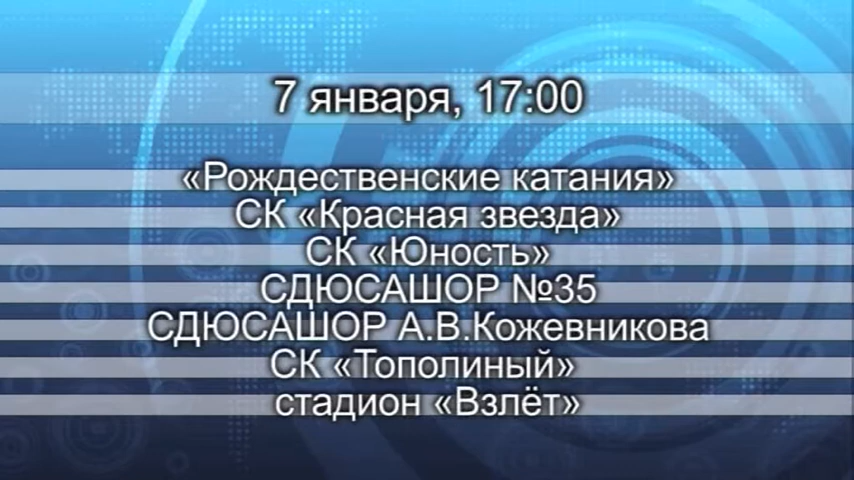 7 января, 17:00
«Рождественские катания»
СК «Красная звезда»
СК «Юность»
СДЮСАШОР №35
СДЮСАШОР А.В.Кожевникова
СК «Тополиный»
стадион «Взлёт»